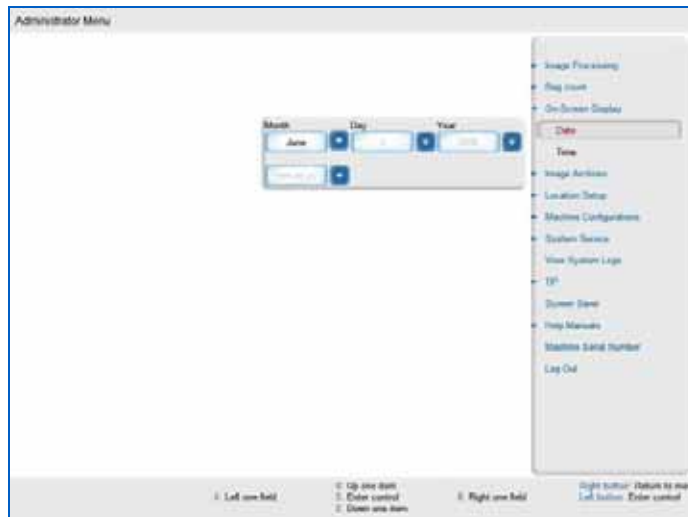 Administrator Menu
Month Day Year
June
Image Processing
Bag count
On-Screen Display
Date
Time
Image Archives
Location Setup
Machine Configurations
System Service
View System Logs
TIP
Screen Saver
Help Manuals
Machine Serial Number
Log Out
Left one field
Up one item
Enter control
Down one item
Right one field
Right button: Return to
Left button: Enter control